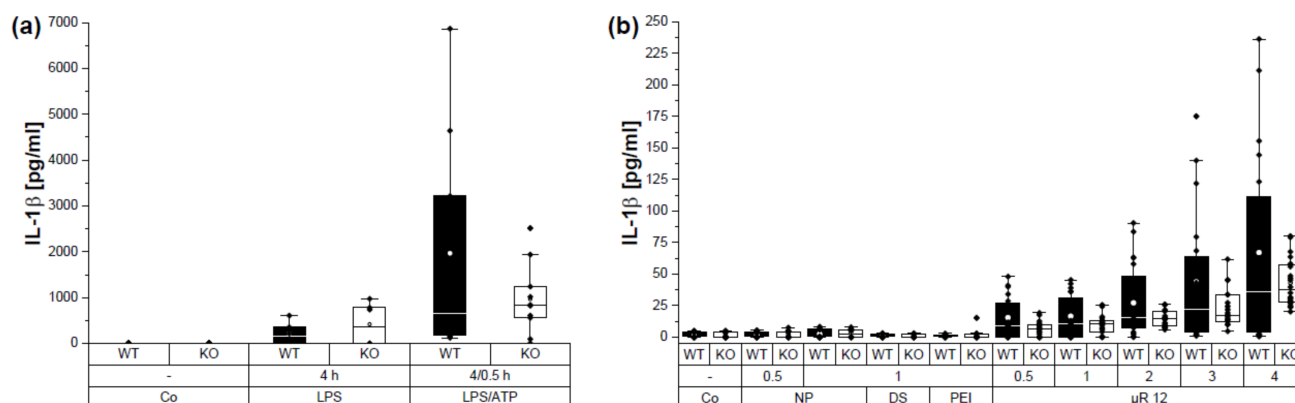 (a)
IL-1β [pg/ml]
7000
6000
5000
4000
3000
2000
1000
0
WT KO WT KO WT KO
- 4 h 4/0.5 h
Co LPS LPS/ATP
(b)
IL-1β [pg/ml]
250
225
200
175
150
125
100
75
50
25
0
WT KO WT KO WT KO WT KO WT KO WT KO WT KO WT KO WT KO WT KO
- 0.5 1 0.5 1 2 3 4
Co NP DS PEI µR 12